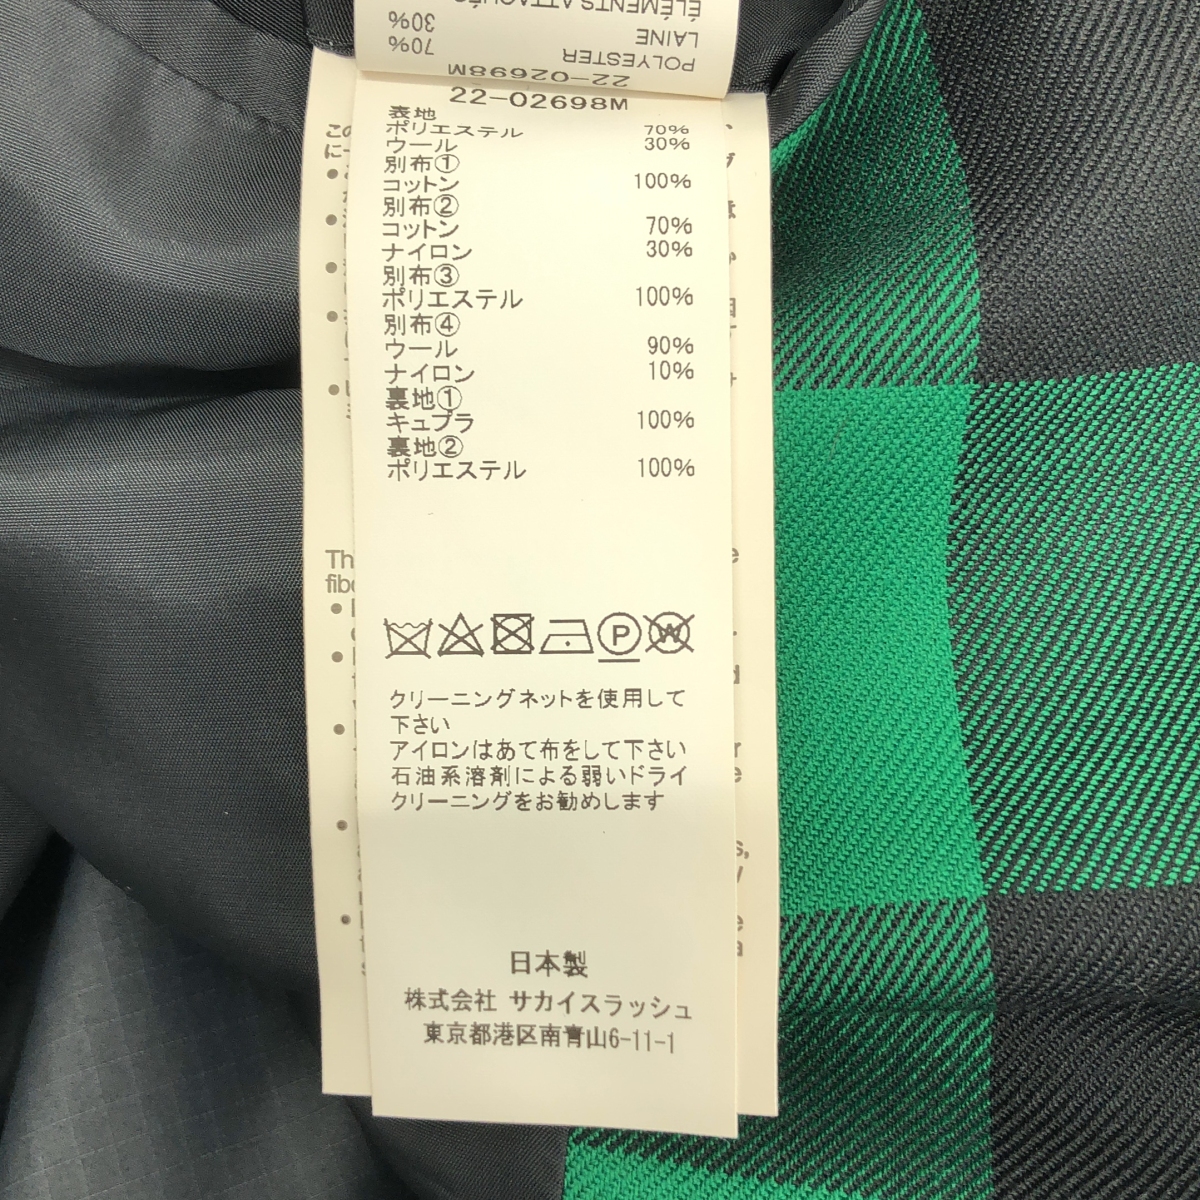 ÉLÉMENTS ATTACHÉS
LAINE 30%
POLYESTER 70%
22-02698M
22-02698M
表地
ポリエステル 70%
ウール 30%
別布①
コットン 100%
別布②
コットン 70%
ナイロン 30%
別布③
ポリエステル 100%
別布④
ウール 90%
ナイロン 10%
裏地①
キュプラ 100%
裏地②
ポリエステル 100%
P W
クリーニングネットを使用して
下さい
アイロンはあて布をして下さい
石油系溶剤による弱いドライ
クリーニングをお勧めします
日本製
株式会社 サカイスラッシュ
東京都港区南青山6-11-1